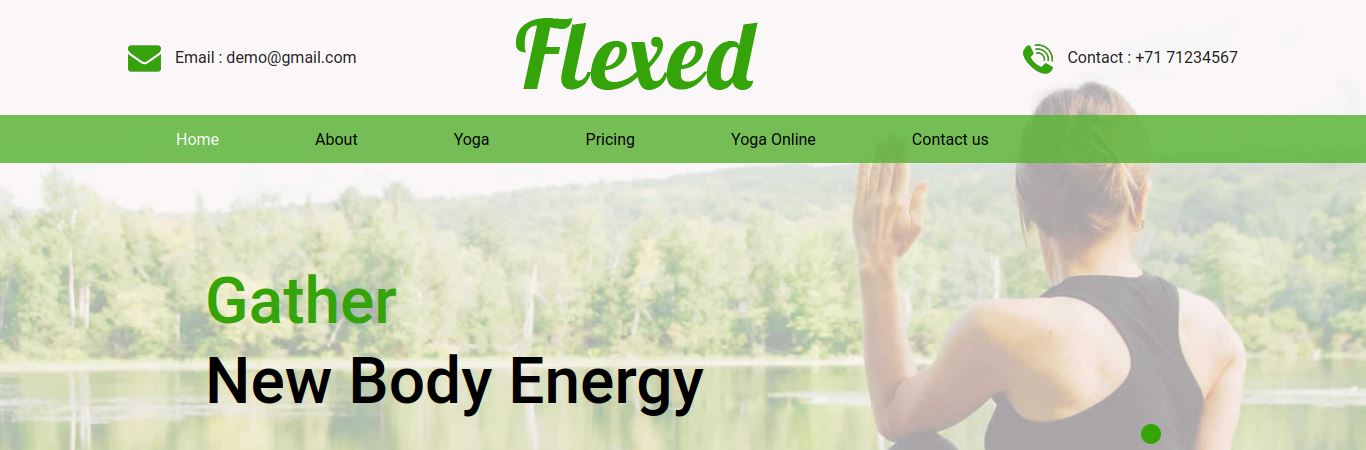 Email : demo@gmail.com
Flexed
Contact : +71 71234567
Home About Yoga Pricing Yoga Online Contact us
Gather
New Body Energy